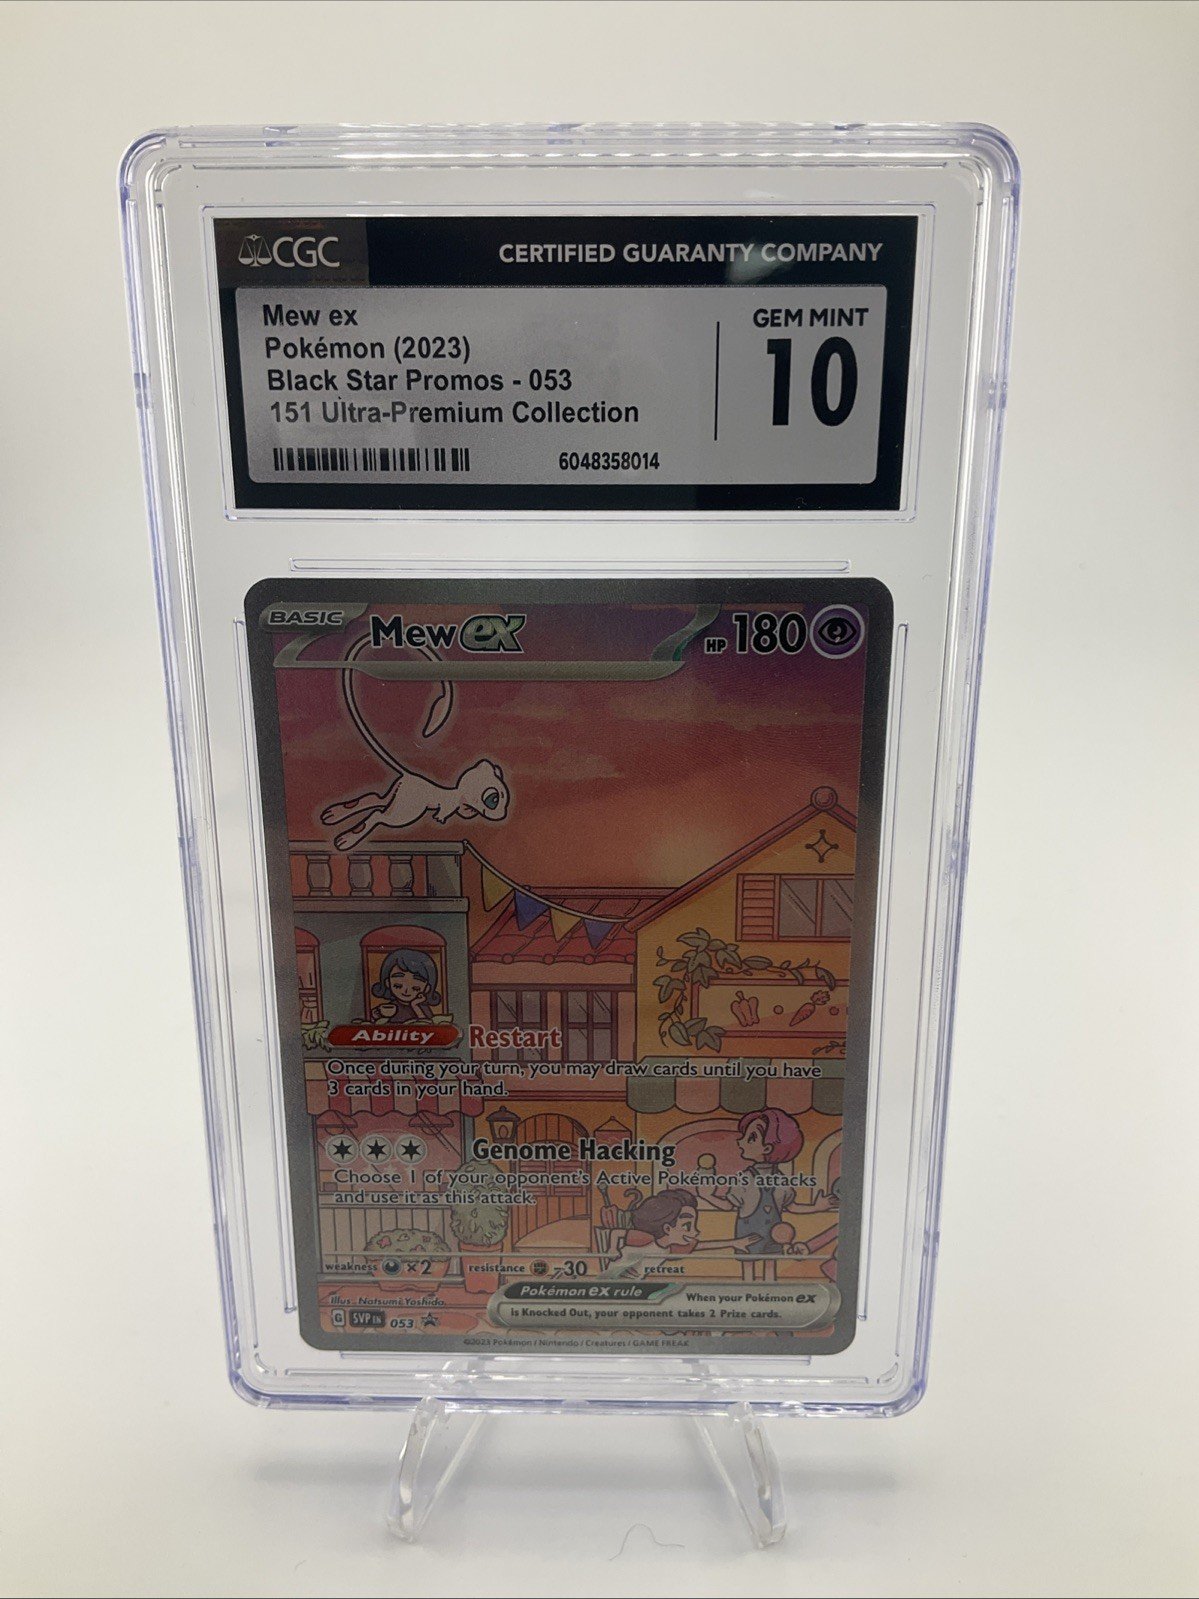 CGC
CERTIFIED GUARANTY COMPANY
Mew ex
Pokémon (2023)
Black Star Promos - 053
151 Ultra-Premium Collection
GEM MINT
10
6048358014
BASIC
Mew ex
HP 180
Ability Restart
Once during your turn, you may draw cards until you have
3 cards in your hand.
Genome Hacking
Choose 1 of your opponent's Active Pokémon's attacks
and use it as this attack.
weakness ×2 resistance -30 retreat
Illus. Natsumi Yoshida
Pokémon ex rule When your Pokémon ex
is Knocked Out, your opponent takes 2 Prize cards.
G SVP EN 053
©2023 Pokémon / Nintendo / Creatures / GAME FREAK